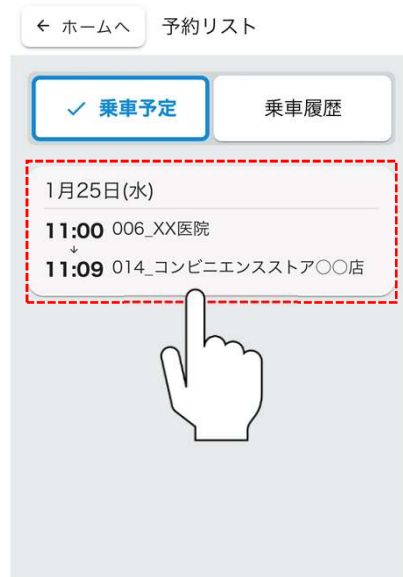 ← ホームへ 予約リスト
✓ 乗車予定 乗車履歴
1月25日(水)
11:00 006_XX医院
↓
11:09 014_コンビニエンスストア〇〇店